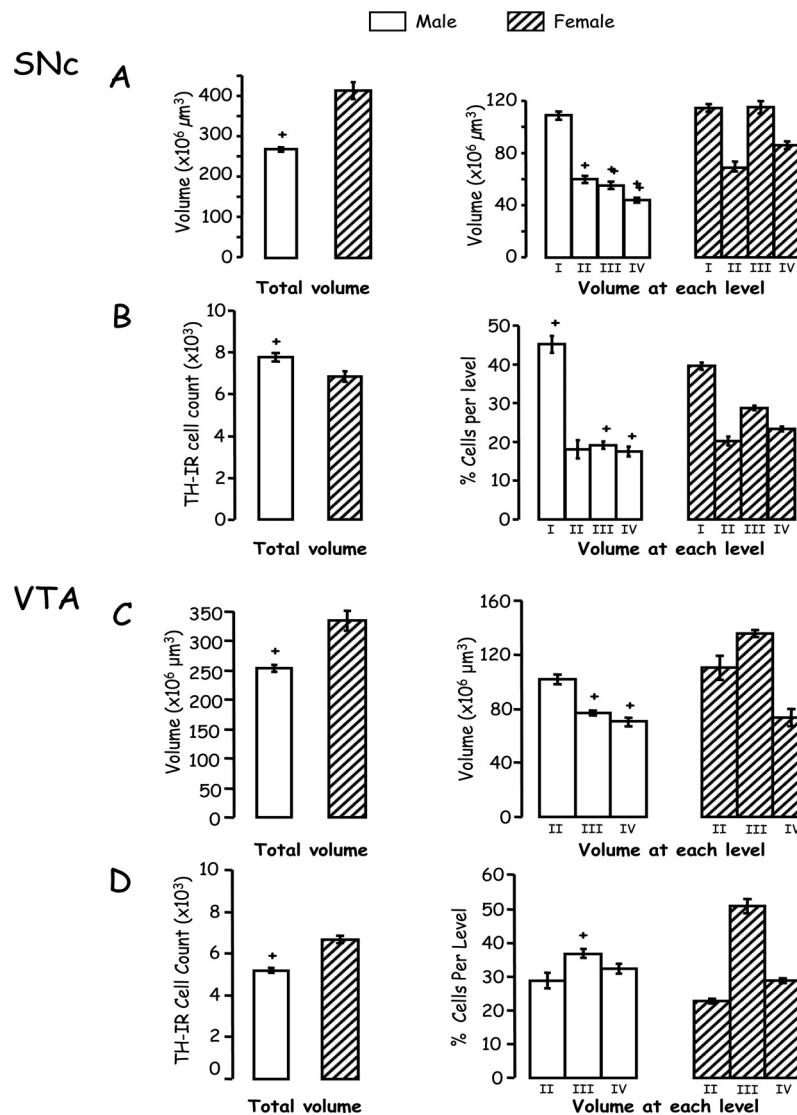 Male Female
SNc
A
Volume (x10⁶ µm³)
400
300
200
100
0
+
Total volume
Volume (x10⁶ µm³)
120
80
40
0
+ ++ ++
I II III IV I II III IV
Volume at each level
B
TH-IR cell count (x10³)
10
8
6
4
2
0
+
Total volume
% Cells per level
50
40
30
20
10
0
+ + +
I II III IV I II III IV
Volume at each level
VTA
C
Volume (x10⁶ µm³)
350
300
250
200
150
100
50
0
+
Total volume
Volume (x10⁶ µm³)
160
120
80
40
0
+ +
II III IV II III IV
Volume at each level
D
TH-IR Cell Count (x10³)
10
8
6
4
2
0
+
Total volume
% Cells Per Level
60
50
40
30
20
10
0
+
II III IV II III IV
Volume at each level